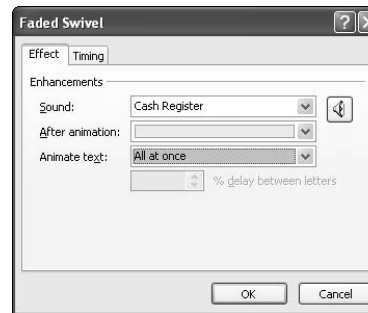 Faded Swivel
Effect Timing
Enhancements
Sound: Cash Register
After animation:
Animate text: All at once
% delay between letters
OK Cancel